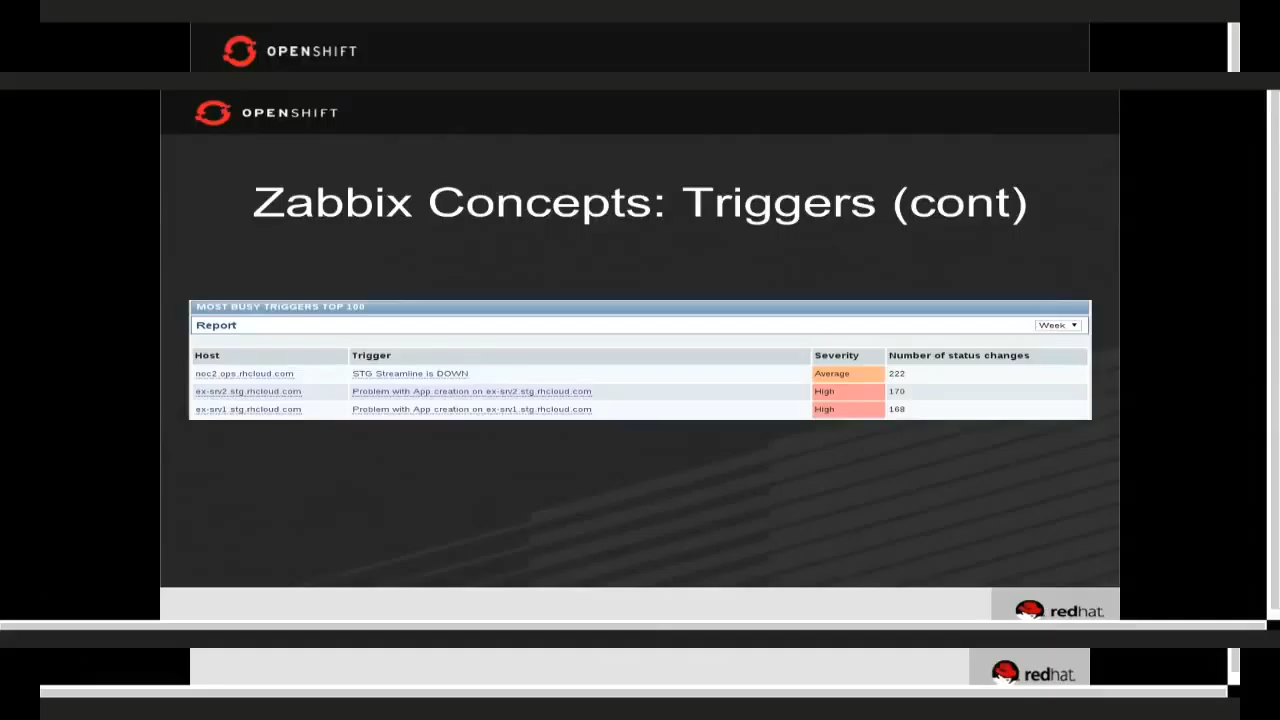 OPENSHIFT
OPENSHIFT
Zabbix Concepts: Triggers (cont)
MOST BUSY TRIGGERS TOP 100
Report Week
Host Trigger Severity Number of status changes
noc2.ops.rhcloud.com STG Streamline is DOWN Average 222
ex-srv2.stg.rhcloud.com Problem with App creation on ex-srv2.stg.rhcloud.com High 170
ex-srv1.stg.rhcloud.com Problem with App creation on ex-srv1.stg.rhcloud.com High 168
redhat.
redhat.